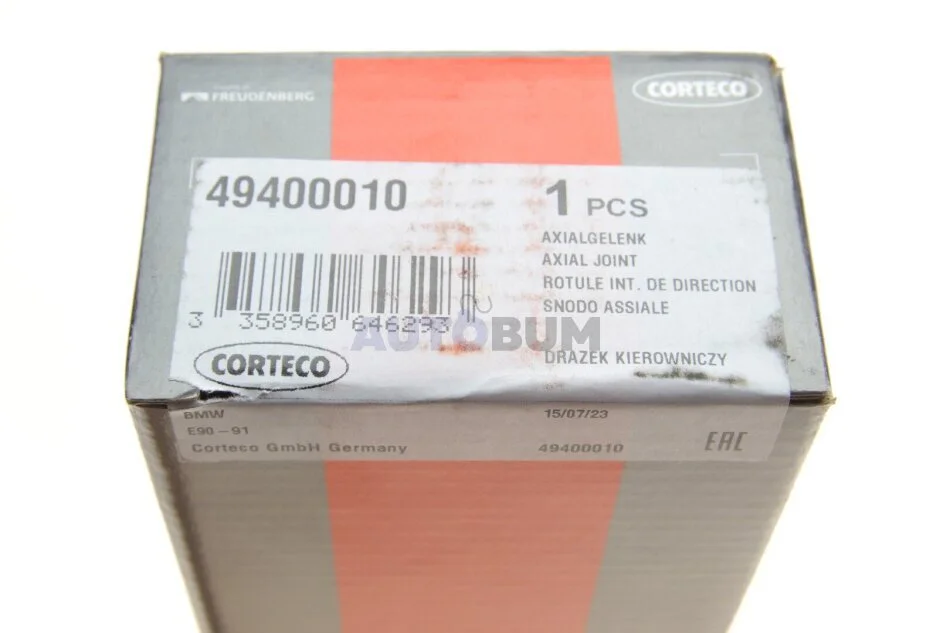 FREUDENBERG
CORTECO
49400010
1 PCS
AXIALGELENK
AXIAL JOINT
ROTULE INT. DE DIRECTION
SNODO ASSIALE
DRAZEK KIEROWNICZY
3 358960 646293
AUTOBUM
CORTECO
BMW
15/07/23
E90-91
Corteco GmbH Germany
49400010
EAC